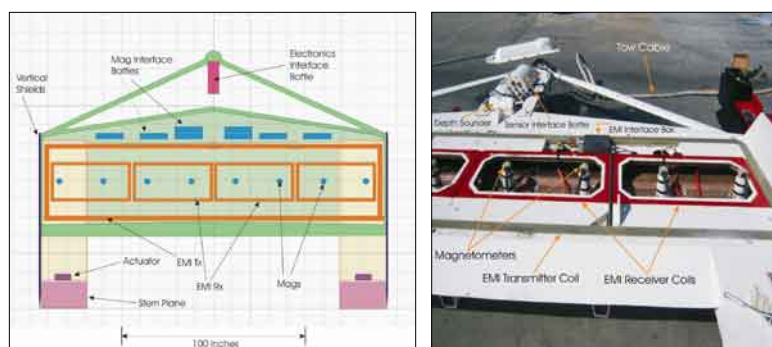 Electronics
Interface
Bottle
Mag Interface
Bottles
Vertical
Shields
EMI Tx
EMI Rx
Mags
Actuator
Stern Plane
100 inches
Tow Cable
Depth Sounder
Sensor Interface Bottle
EMI Interface Box
Magnetometers
EMI Transmitter Coil
EMI Receiver Coils